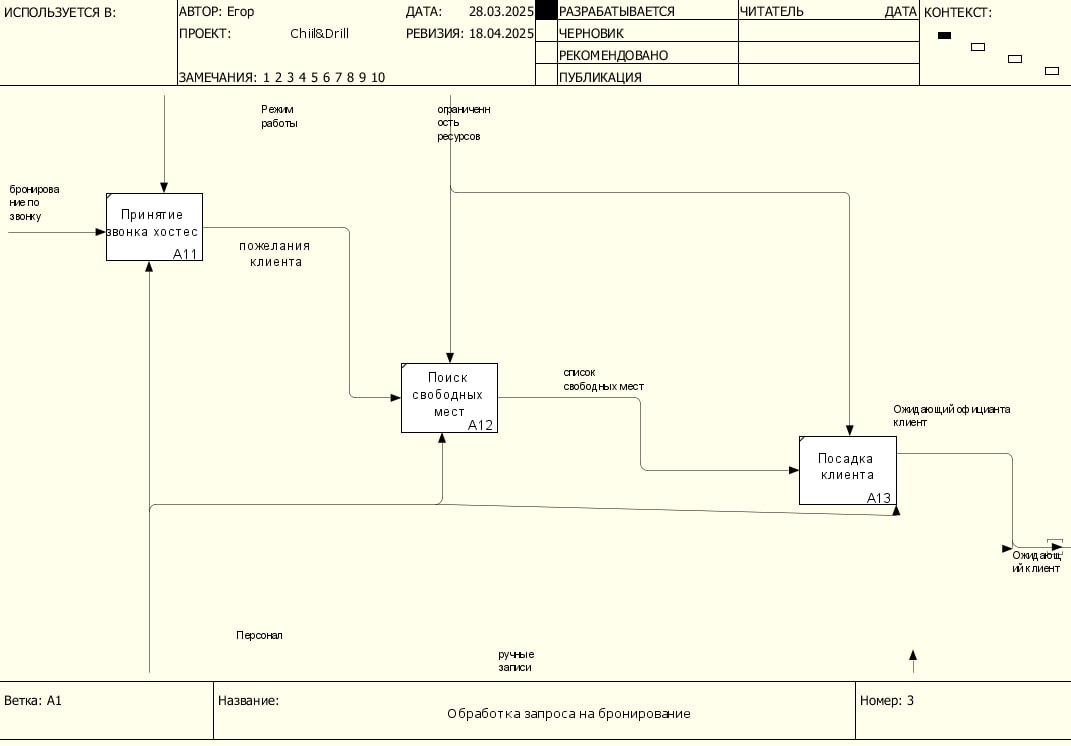 ИСПОЛЬЗУЕТСЯ В:
АВТОР: Егор
ДАТА: 28.03.2025
РАЗРАБАТЫВАЕТСЯ
ЧИТАТЕЛЬ
ДАТА
КОНТЕКСТ:
ПРОЕКТ: Chiil&Drill
РЕВИЗИЯ: 18.04.2025
ЧЕРНОВИК
РЕКОМЕНДОВАНО
ЗАМЕЧАНИЯ: 1 2 3 4 5 6 7 8 9 10
ПУБЛИКАЦИЯ
Режим
работы
ограниченн
ость
ресурсов
бронирова
ние по
звонку
Принятие
звонка хостес
A11
пожелания
клиента
Поиск
свободных
мест
A12
список
свободных мест
Ожидающий официанта
клиент
Посадка
клиента
A13
Ожидающ
ий клиент
Персонал
ручные
записи
Ветка: A1
Название:
Обработка запроса на бронирование
Номер: 3